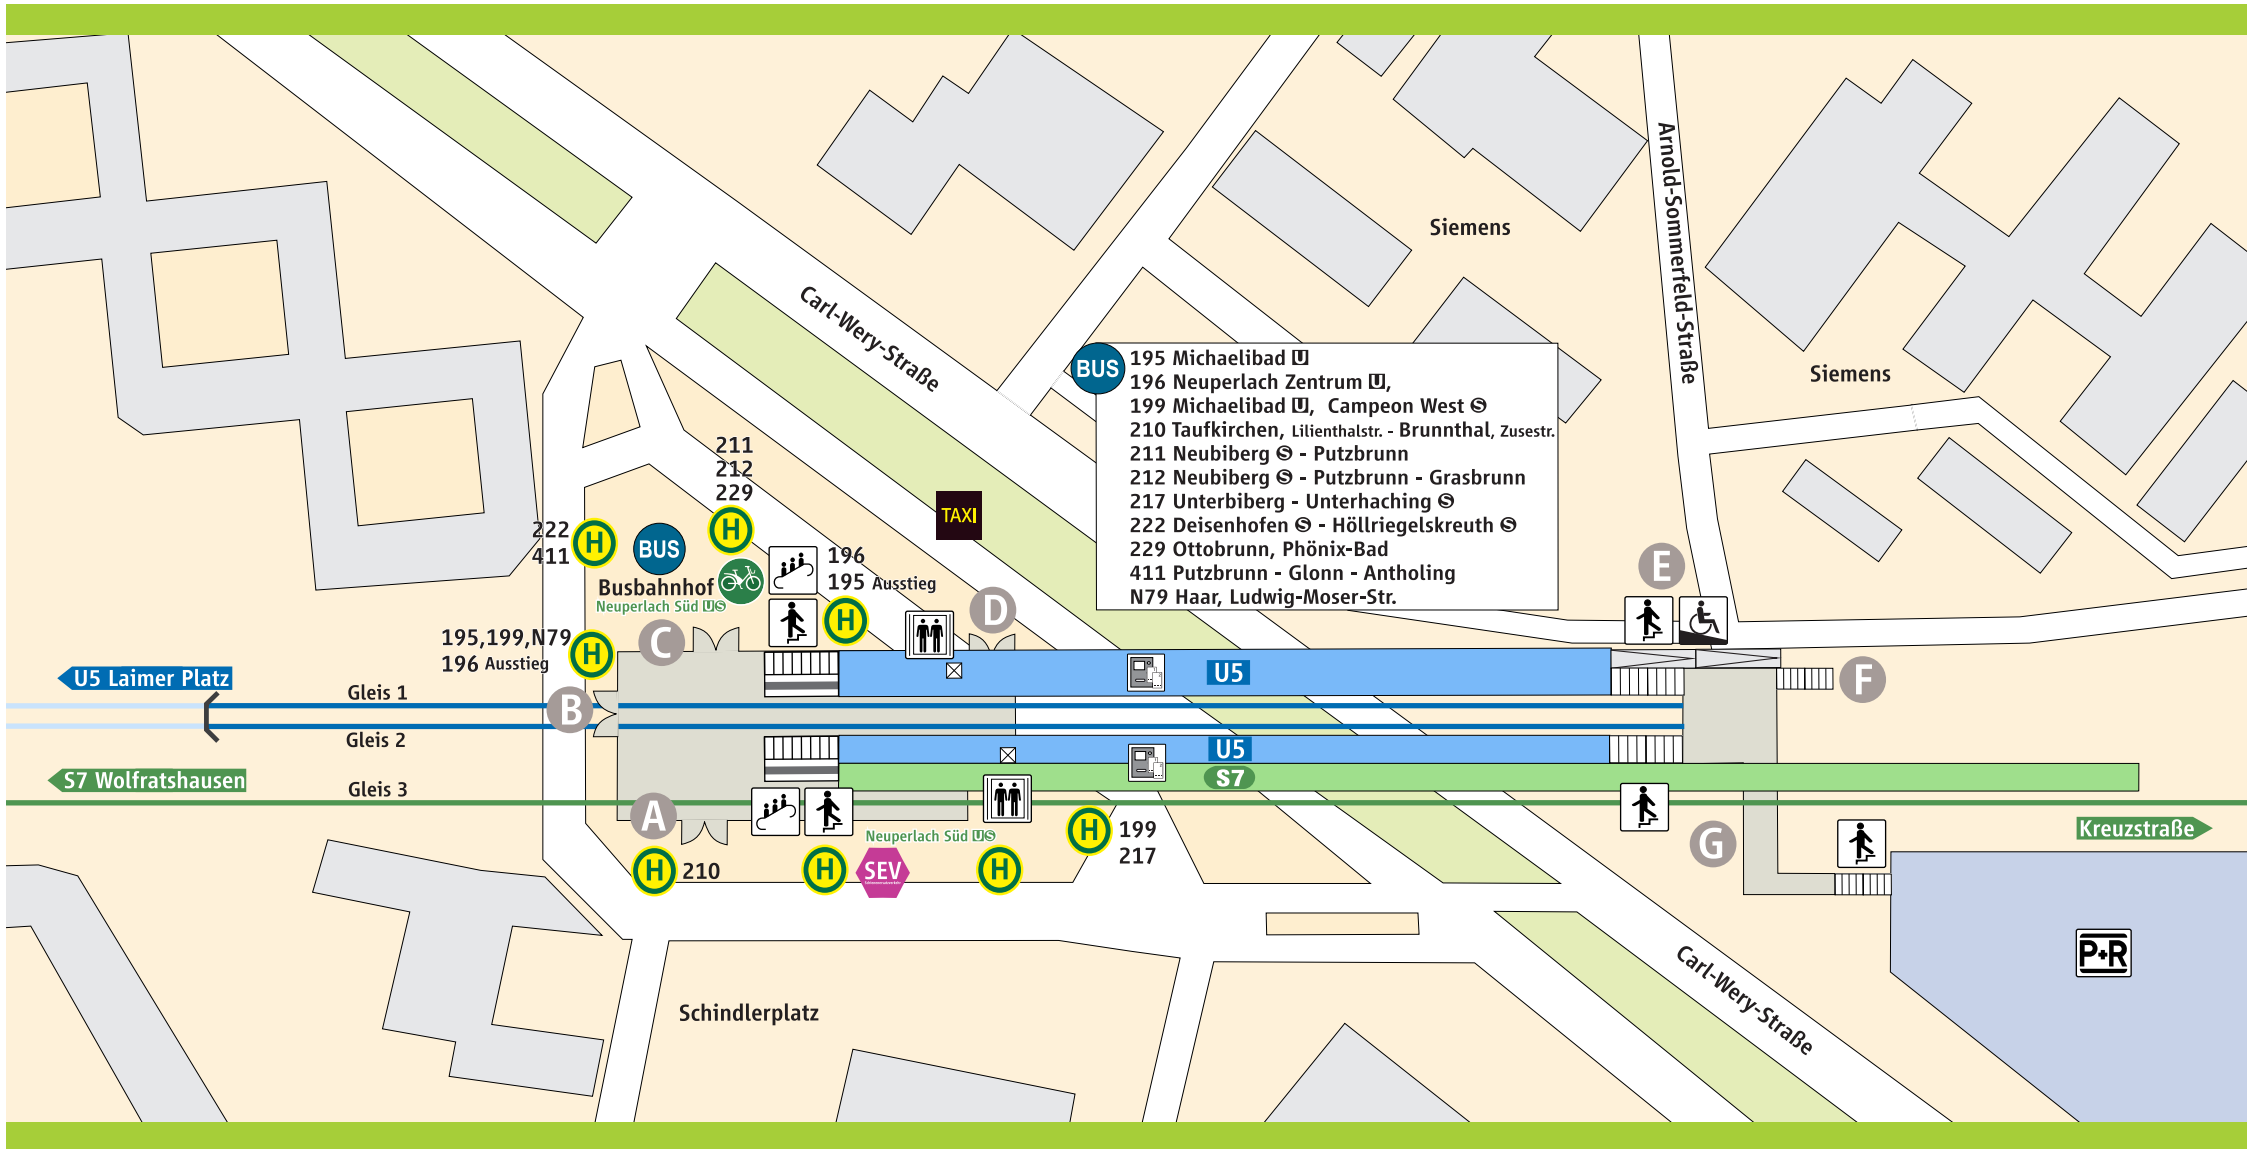 Arnold-Sommerfeld-Straße
Siemens
Carl-Wery-Straße
BUS
195 Michaelibad U
196 Neuperlach Zentrum U,
199 Michaelibad U, Campeon West S
210 Taufkirchen, Lilienthalstr. - Brunnthal, Zusestr.
211 Neubiberg S - Putzbrunn
212 Neubiberg S - Putzbrunn - Grasbrunn
217 Unterbiberg - Unterhaching S
222 Deisenhofen S - Höllriegelskreuth S
229 Ottobrunn, Phönix-Bad
411 Putzbrunn - Glonn - Antholing
N79 Haar, Ludwig-Moser-Str.
Siemens
211
212
229
H
TAXI
222
411
H
BUS
Busbahnhof
Neuperlach Süd US
196
195 Ausstieg
H
E
D
C
195,199,N79
196 Ausstieg
H
U5 Laimer Platz
Gleis 1
B
U5
F
Gleis 2
U5
S7 Wolfratshausen
Gleis 3
S7
A
Neuperlach Süd US
H
199
217
Kreuzstraße
G
H 210
H
SEV
H
P+R
Carl-Wery-Straße
Schindlerplatz